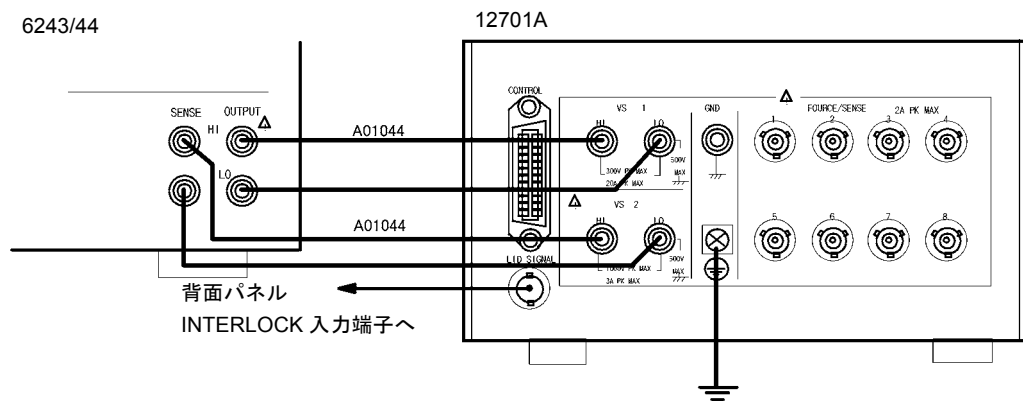 6243/44
12701A
SENSE
OUTPUT
HI
LO
A01044
A01044
CONTROL
VS 1
HI
LO
300V PK MAX
20A PK MAX
500V
MAX
VS 2
HI
LO
1000V PK MAX
3A PK MAX
500V
MAX
GND
FOURCE/SENSE 2A PK MAX
1 2 3 4
5 6 7 8
LID SIGNAL
背面パネル
INTERLOCK 入力端子へ